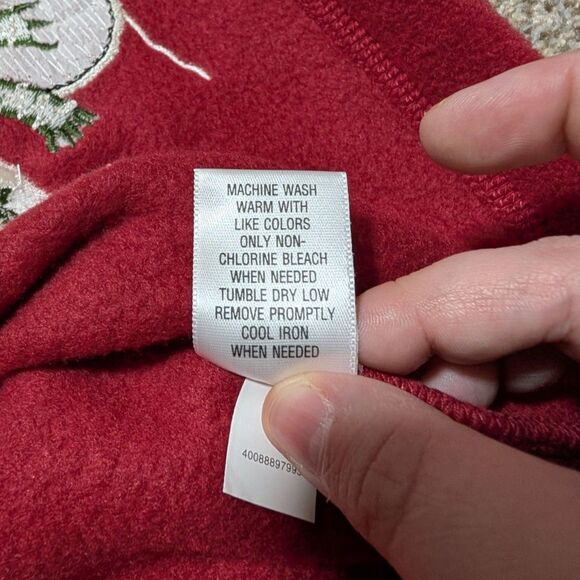 MACHINE WASH
WARM WITH
LIKE COLORS
ONLY NON-
CHLORINE BLEACH
WHEN NEEDED
TUMBLE DRY LOW
REMOVE PROMPTLY
COOL IRON
WHEN NEEDED